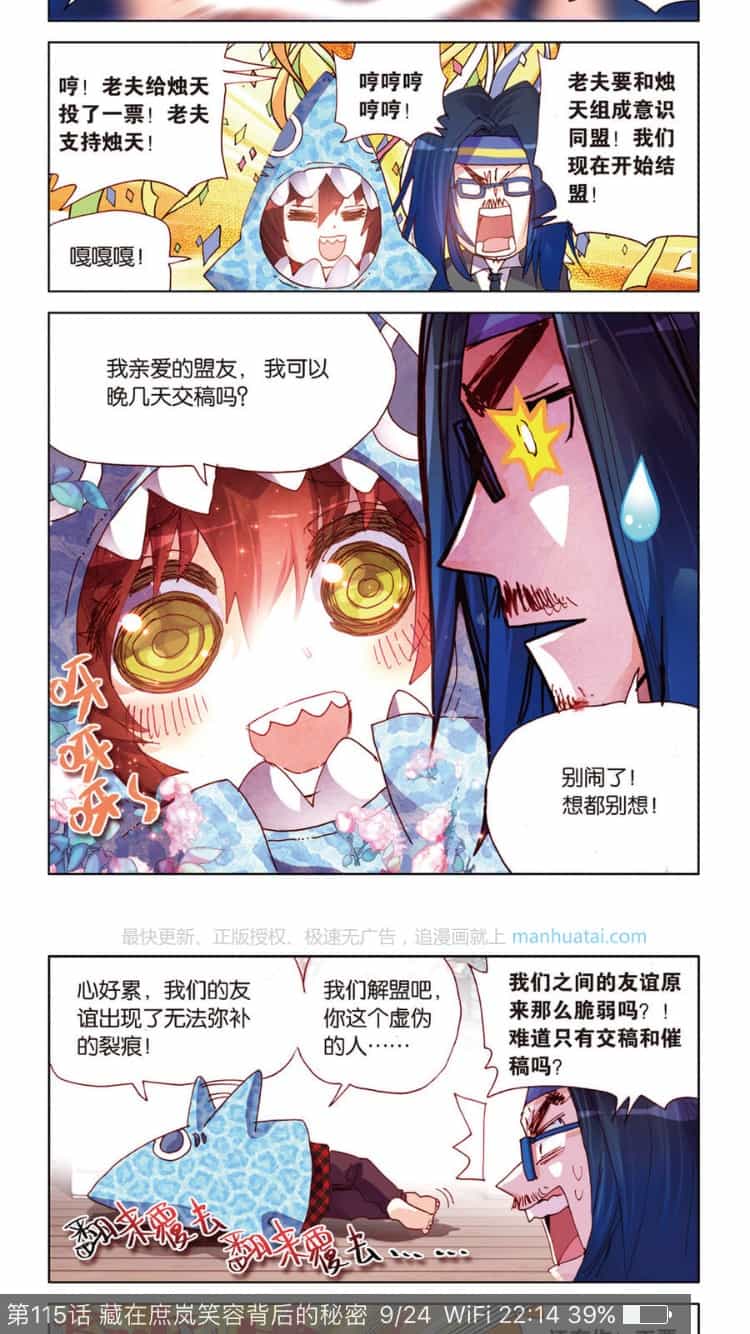 哼！老夫给烛天
投了一票！老夫
支持烛天！
嘎嘎嘎！
哼哼哼
哼哼！
老夫要和烛
天组成意识
同盟！我们
现在开始结
盟！
我亲爱的盟友， 我可以
晚几天交稿吗？
呀
呀
呀～
别闹了！
想都别想！
最快更新、正版授权、极速无广告，追漫画就上 manhuatai.com
心好累，我们的友
谊出现了无法弥补
的裂痕！
我们解盟吧，
你这个虚伪
的人……
我们之间的友谊原
来那么脆弱吗？！
难道只有交稿和催
稿吗？
翻来覆去 翻来覆去……
第115话 藏在庶岚笑容背后的秘密 9/24 WiFi 22:14 39%